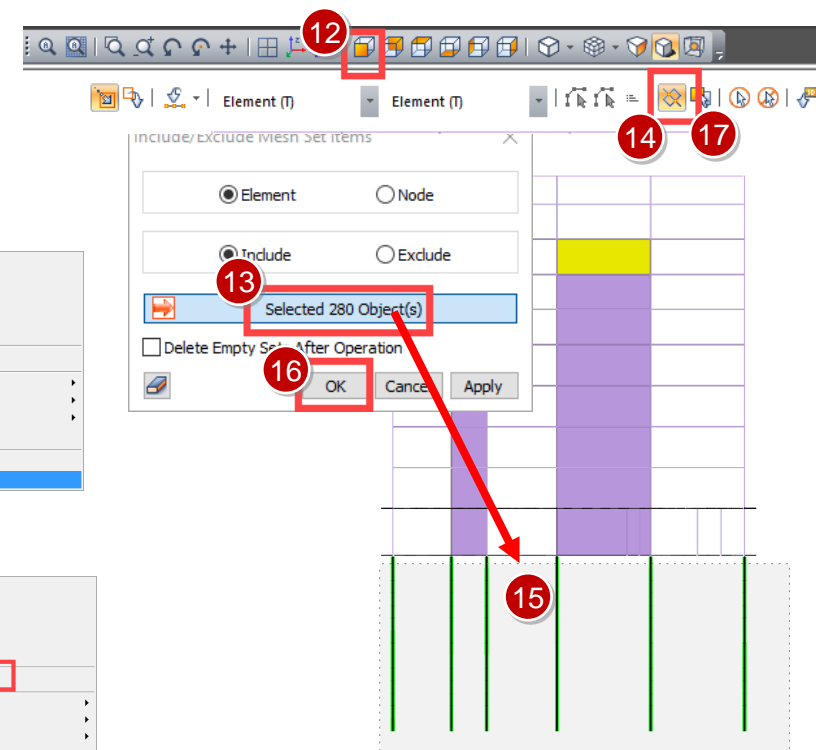 12
Element (T)
Element (T)
14
17
Include/Exclude Mesh Set Items
Element
Node
Include
Exclude
13
Selected 280 Object(s)
Delete Empty Sets After Operation
16
OK
Cancel
Apply
15